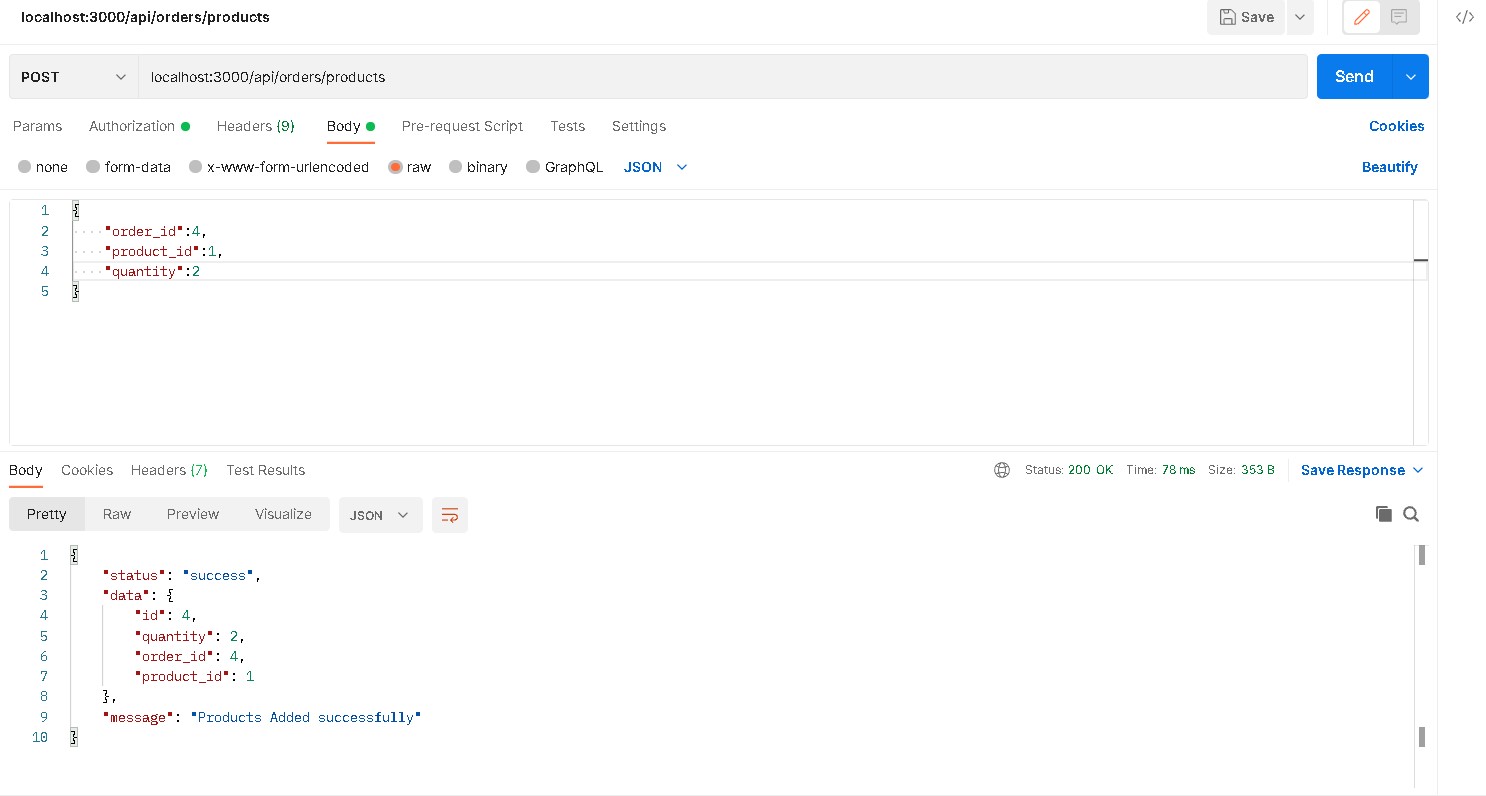 localhost:3000/api/orders/products
Save
</>
POST
localhost:3000/api/orders/products
Send
Params Authorization Headers (9) Body Pre-request Script Tests Settings Cookies
none form-data x-www-form-urlencoded raw binary GraphQL JSON Beautify
1 {
2 ····"order_id":4,
3 ····"product_id":1,
4 ····"quantity":2
5 }
Body Cookies Headers (7) Test Results Status: 200 OK Time: 78 ms Size: 353 B Save Response
Pretty Raw Preview Visualize JSON
1 {
2 "status": "success",
3 "data": {
4 "id": 4,
5 "quantity": 2,
6 "order_id": 4,
7 "product_id": 1
8 },
9 "message": "Products Added successfully"
10 }